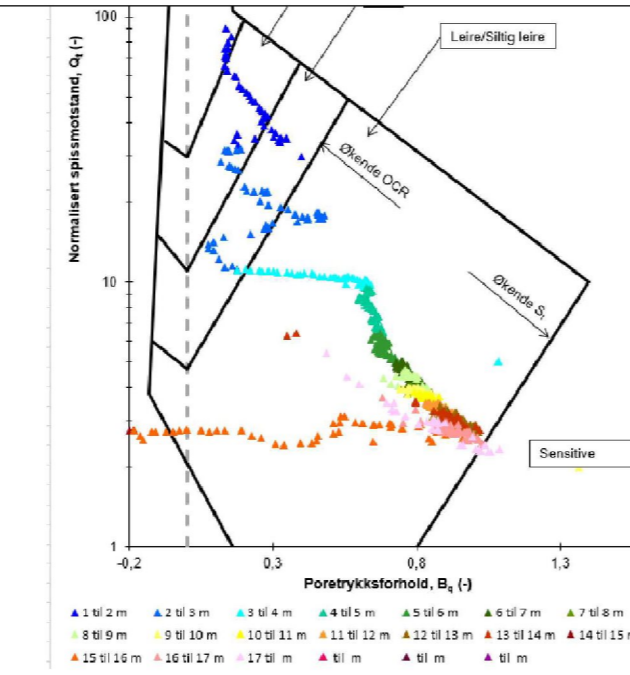 100
Leire/Siltig leire
Normalisert spissmotstand, Qt (-)
Økende OCR
10
Økende St
Sensitive
1
-0,2 0,3 0,8 1,3
Poretrykksforhold, Bq (-)
1 til 2 m 2 til 3 m 3 til 4 m 4 til 5 m 5 til 6 m 6 til 7 m 7 til 8 m
8 til 9 m 9 til 10 m 10 til 11 m 11 til 12 m 12 til 13 m 13 til 14 m 14 til 15 m
15 til 16 m 16 til 17 m 17 til m til m til m til m